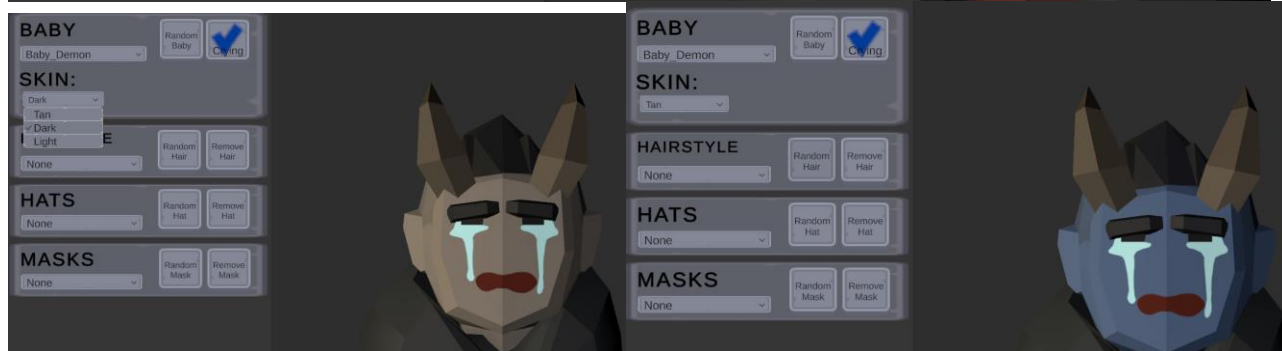 BABY
Baby_Demon
Random
Baby
Crying
SKIN:
Dark
Tan
Dark
Light
E
None
Random
Hair
Remove
Hair
HATS
None
Random
Hat
Remove
Hat
MASKS
None
Random
Mask
Remove
Mask
BABY
Baby_Demon
Random
Baby
Crying
SKIN:
Tan
HAIRSTYLE
None
Random
Hair
Remove
Hair
HATS
None
Random
Hat
Remove
Hat
MASKS
None
Random
Mask
Remove
Mask